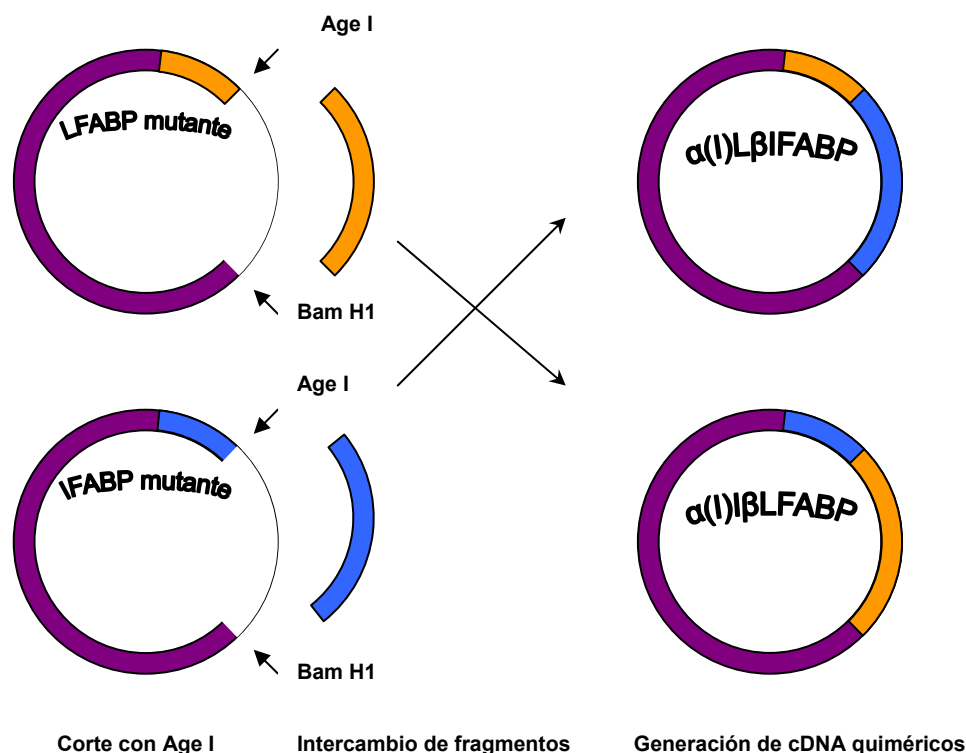 Age I
LFABP mutante
α(I)LβIFABP
Bam H1
Age I
IFABP mutante
α(I)IβLFABP
Bam H1
Corte con Age I
Intercambio de fragmentos
Generación de cDNA quiméricos